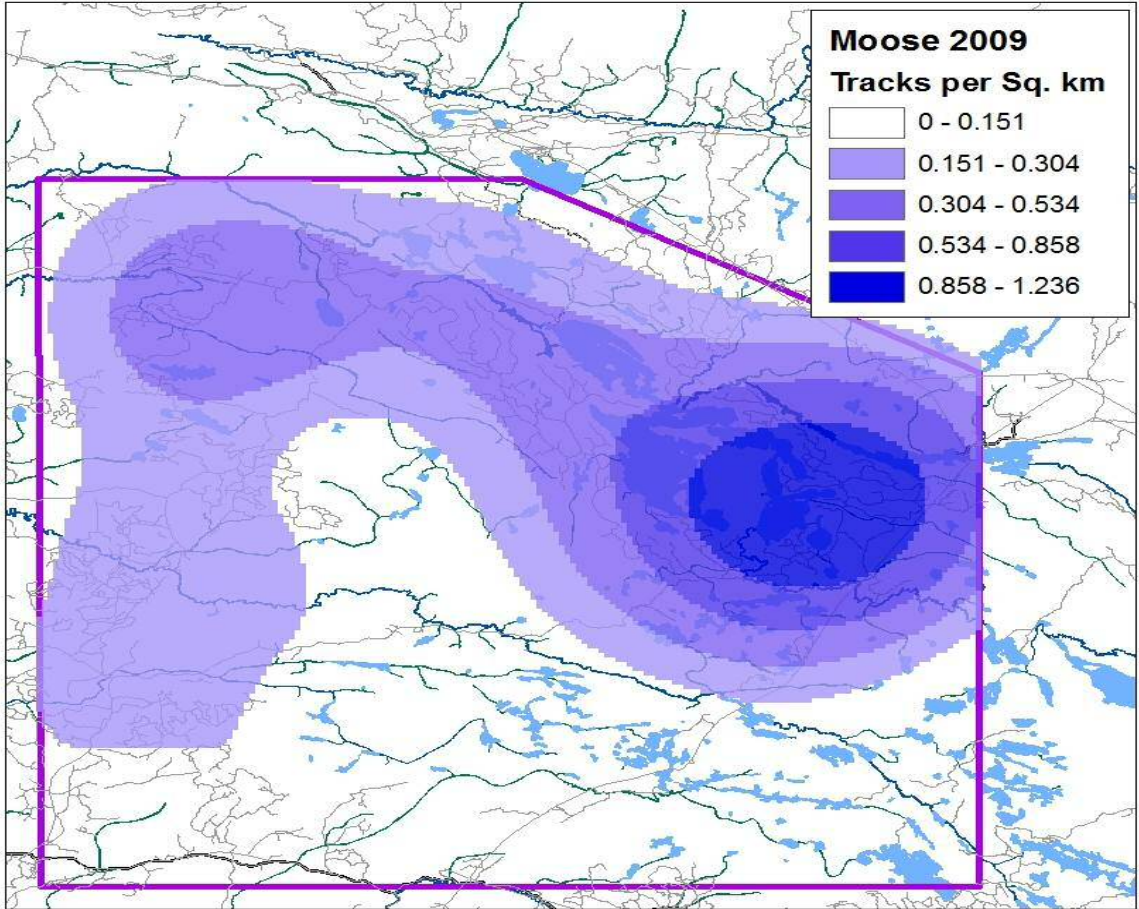 Moose 2009
Tracks per Sq. km
0 - 0.151
0.151 - 0.304
0.304 - 0.534
0.534 - 0.858
0.858 - 1.236